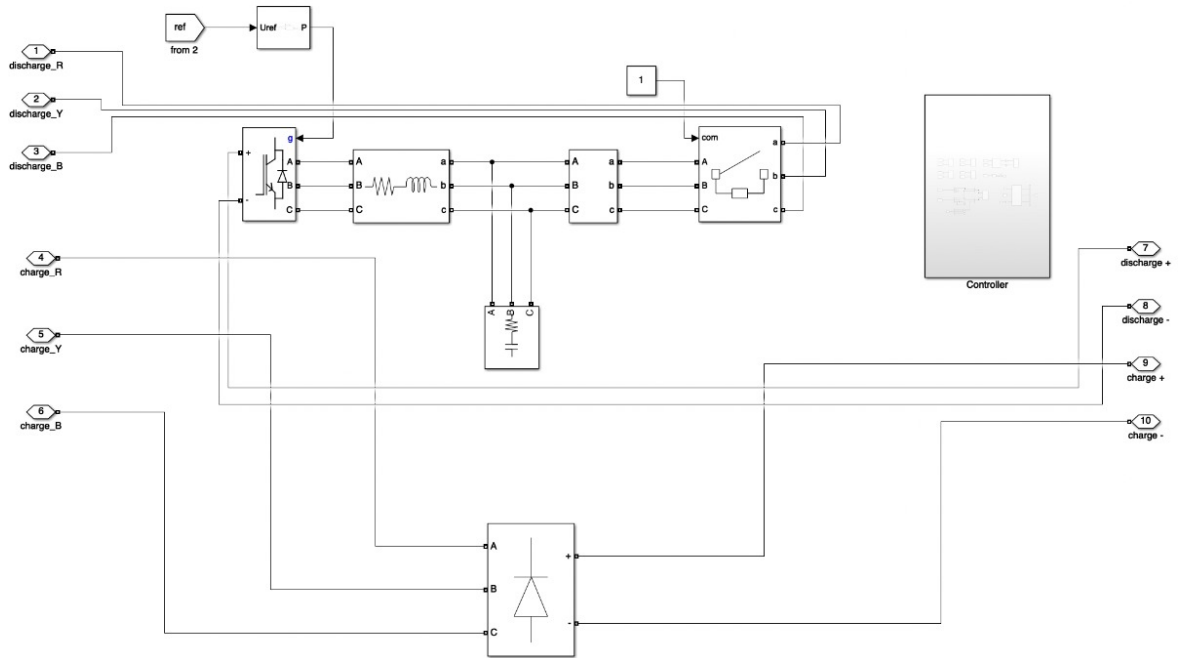 ref
from 2
Uref P
1
discharge_R
2
discharge_Y
3
discharge_B
1
g
+
-
A
B
C
A a
B b
C c
A a
B b
C c
com
A
B
C
a
b
c
A B C
Controller
4
charge_R
5
charge_Y
6
charge_B
7
discharge +
8
discharge -
9
charge +
10
charge -
A
B
C
+
-